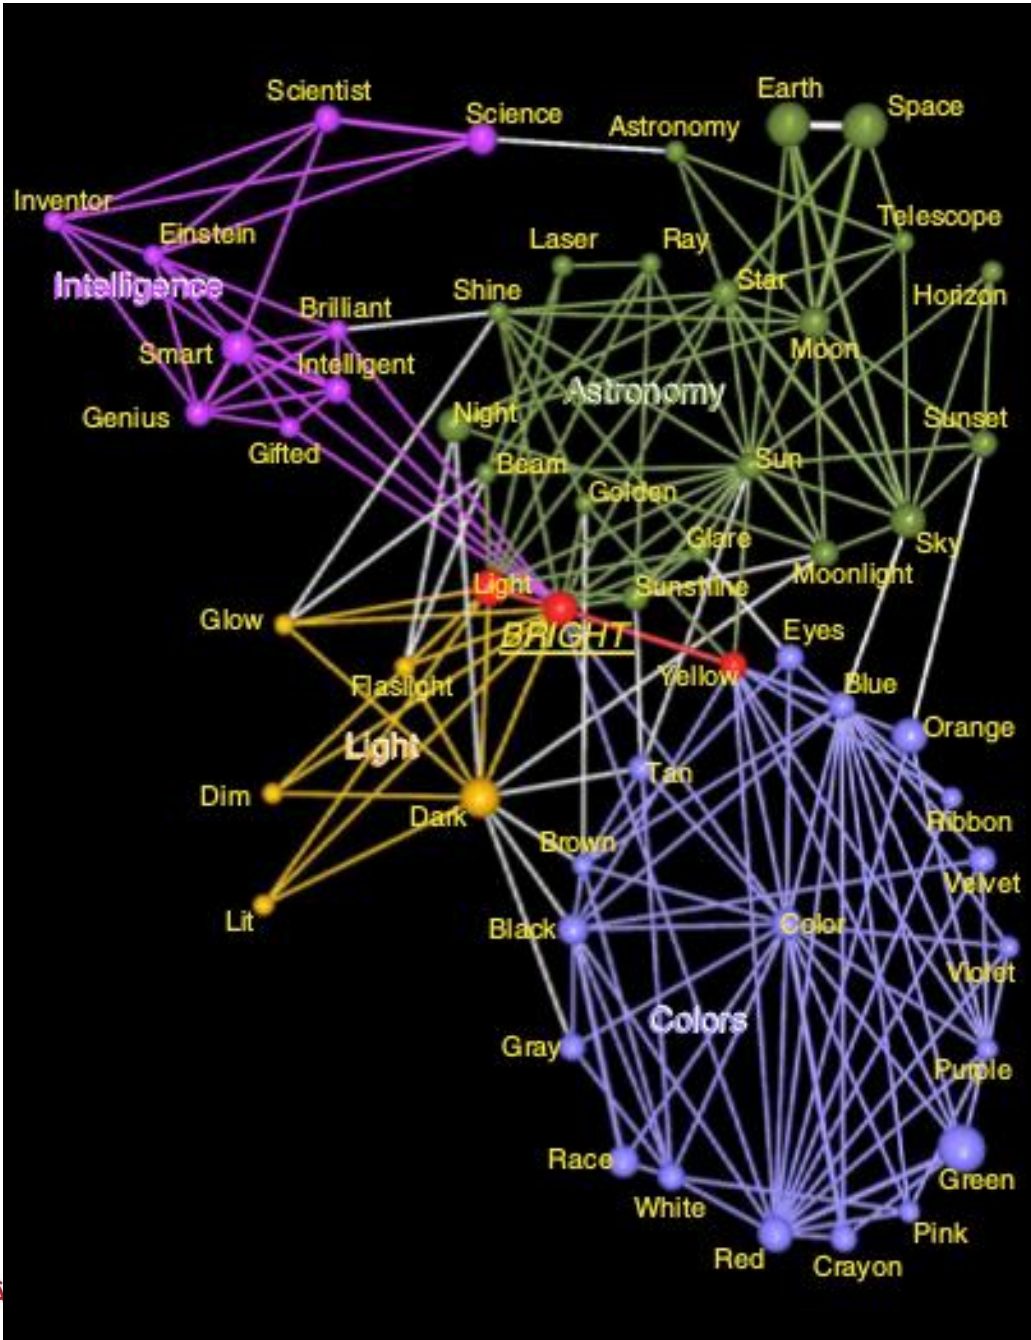 Earth
Scientist
Space
Science
Astronomy
Inventor
Telescope
Einstein
Laser
Ray
Intelligence
Star
Shine
Horizon
Brilliant
Moon
Smart
Intelligent
Astronomy
Night
Genius
Sunset
Gifted
Beam
Sun
Golden
Glare
Sky
Moonlight
Light
Sunshine
Glow
BRIGHT
Eyes
Yellow
Flaslight
Blue
Orange
Light
Tan
Dim
Dark
Ribbon
Brown
Velvet
Lit
Black
Color
Violet
Colors
Gray
Purple
Race
Green
White
Pink
Red
Crayon